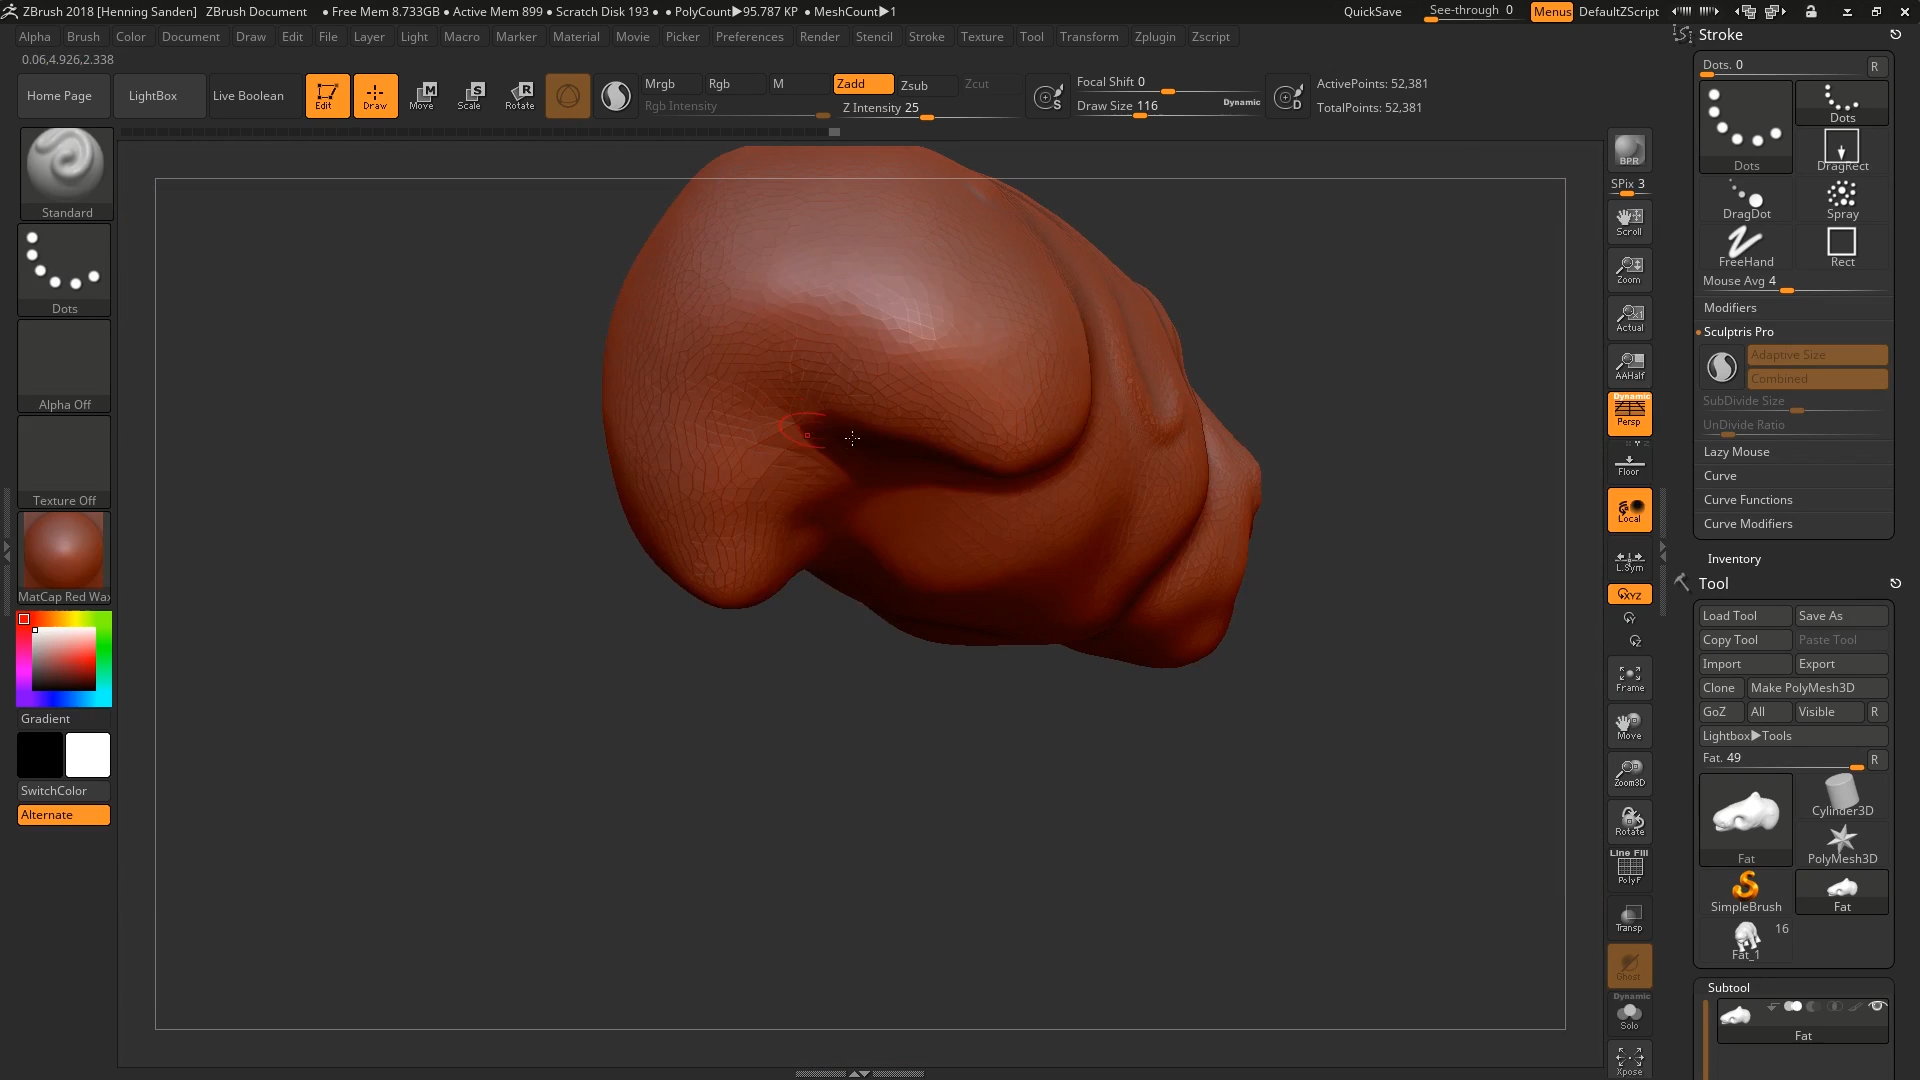 ZBrush 2018 [Henning Sanden] ZBrush Document • Free Mem 8.733GB • Active Mem 899 • Scratch Disk 193 • • PolyCount▶95.787 KP • MeshCount▶1 QuickSave See-through 0 Menus DefaultZScript
Alpha Brush Color Document Draw Edit File Layer Light Macro Marker Material Movie Picker Preferences Render Stencil Stroke Texture Tool Transform Zplugin Zscript
0.06,4.926,2.338
Home Page LightBox Live Boolean Edit Draw Move Scale Rotate
M S R
Mrgb Rgb M Zadd Zsub Zcut
Rgb Intensity Z Intensity 25
S Focal Shift 0
Draw Size 116 Dynamic
D ActivePoints: 52,381
TotalPoints: 52,381
Standard
Dots
Alpha Off
Texture Off
MatCap Red Wax
Gradient
SwitchColor
Alternate
BPR
SPix 3
Scroll
Zoom
Actual
AAHalf
Dynamic
Persp
Floor
Local
L.Sym
XYZ
Y
Z
Frame
Move
Zoom3D
Rotate
Line Fill
PolyF
Transp
Ghost
Dynamic
Solo
Xpose
Stroke
Dots. 0 R
Dots
Dots
DragRect
DragDot Spray
FreeHand Rect
Mouse Avg 4
Modifiers
Sculptris Pro
Adaptive Size
Combined
SubDivide Size
UnDivide Ratio
Lazy Mouse
Curve
Curve Functions
Curve Modifiers
Inventory
Tool
Load Tool Save As
Copy Tool Paste Tool
Import Export
Clone Make PolyMesh3D
GoZ All Visible R
Lightbox▶Tools
Fat. 49 R
Fat
Cylinder3D
PolyMesh3D
SimpleBrush Fat
16
Fat_1
Subtool
Fat